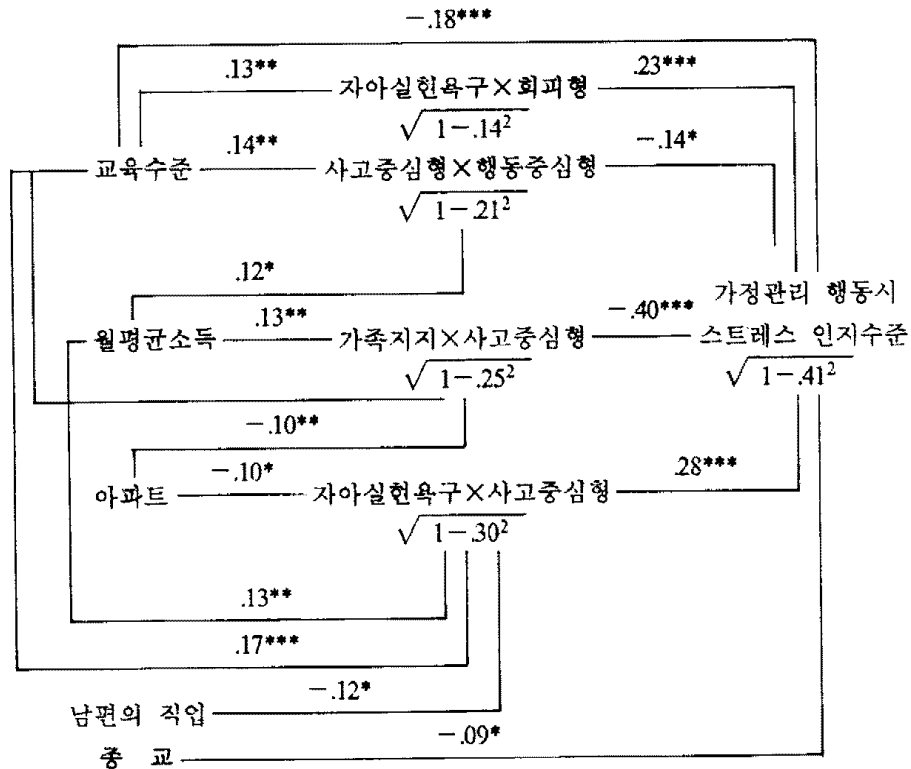 −.18***
.13** .23***
자아실현욕구×회피형
√1−.14²
.14** −.14*
교육수준 사고중심형×행동중심형
√1−.21²
.12*
가정관리 행동시
.13** −.40***
월평균소득 가족지지×사고중심형 스트레스 인지수준
√1−.25² √1−.41²
−.10**
−.10* .28***
아파트 자아실현욕구×사고중심형
√1−.30²
.13**
.17***
−.12*
남편의 직업
−.09*
종 교